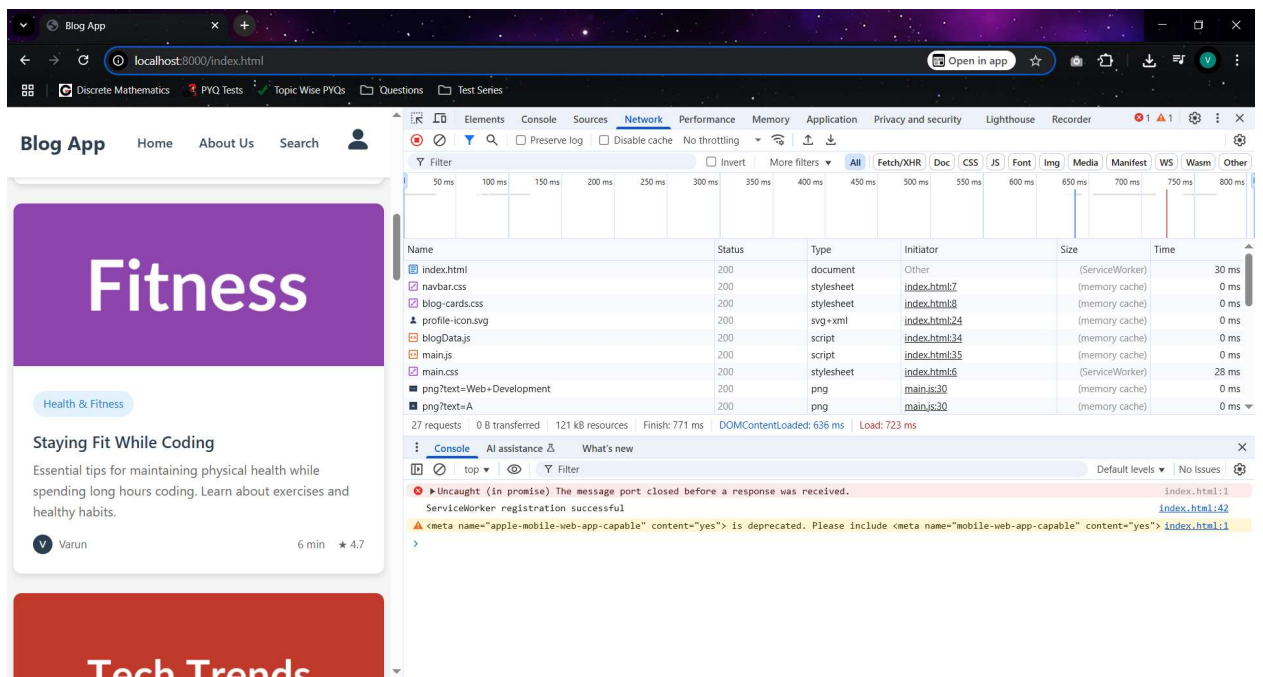 Blog App
localhost:8000/index.html
Open in app
V
Discrete Mathematics PYQ Tests Topic Wise PYQs Questions Test Series
Blog App Home About Us Search
Fitness
Health & Fitness
Staying Fit While Coding
Essential tips for maintaining physical health while
spending long hours coding. Learn about exercises and
healthy habits.
V Varun 6 min ★ 4.7
Tech Trends
Elements Console Sources Network Performance Memory Application Privacy and security Lighthouse Recorder 1 1
Preserve log Disable cache No throttling
Filter Invert More filters All Fetch/XHR Doc CSS JS Font Img Media Manifest WS Wasm Other
50 ms 100 ms 150 ms 200 ms 250 ms 300 ms 350 ms 400 ms 450 ms 500 ms 550 ms 600 ms 650 ms 700 ms 750 ms 800 ms
Name Status Type Initiator Size Time
index.html 200 document Other (ServiceWorker) 30 ms
navbar.css 200 stylesheet index.html:7 (memory cache) 0 ms
blog-cards.css 200 stylesheet index.html:8 (memory cache) 0 ms
profile-icon.svg 200 svg+xml index.html:24 (memory cache) 0 ms
blogData.js 200 script index.html:34 (memory cache) 0 ms
main.js 200 script index.html:35 (memory cache) 0 ms
main.css 200 stylesheet index.html:6 (ServiceWorker) 28 ms
png?text=Web+Development 200 png main.js:30 (memory cache) 0 ms
png?text=A 200 png main.js:30 (memory cache) 0 ms
27 requests 0 B transferred 121 kB resources Finish: 771 ms DOMContentLoaded: 636 ms Load: 723 ms
Console AI assistance What's new
top Filter Default levels No Issues
Uncaught (in promise) The message port closed before a response was received. index.html:1
ServiceWorker registration successful index.html:42
<meta name="apple-mobile-web-app-capable" content="yes"> is deprecated. Please include <meta name="mobile-web-app-capable" content="yes"> index.html:1